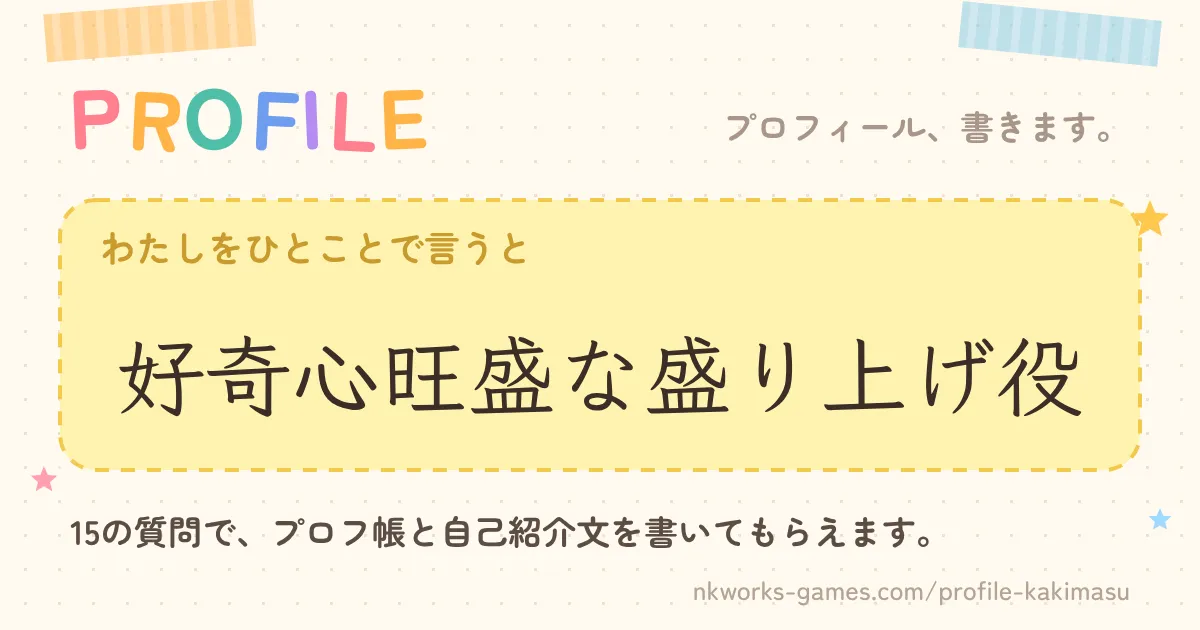 PROFILE
プロフィール、書きます。
わたしをひとことで言うと
好奇心旺盛な盛り上げ役
15の質問で、プロフ帳と自己紹介文を書いてもらえます。
nkworks-games.com/profile-kakimasu